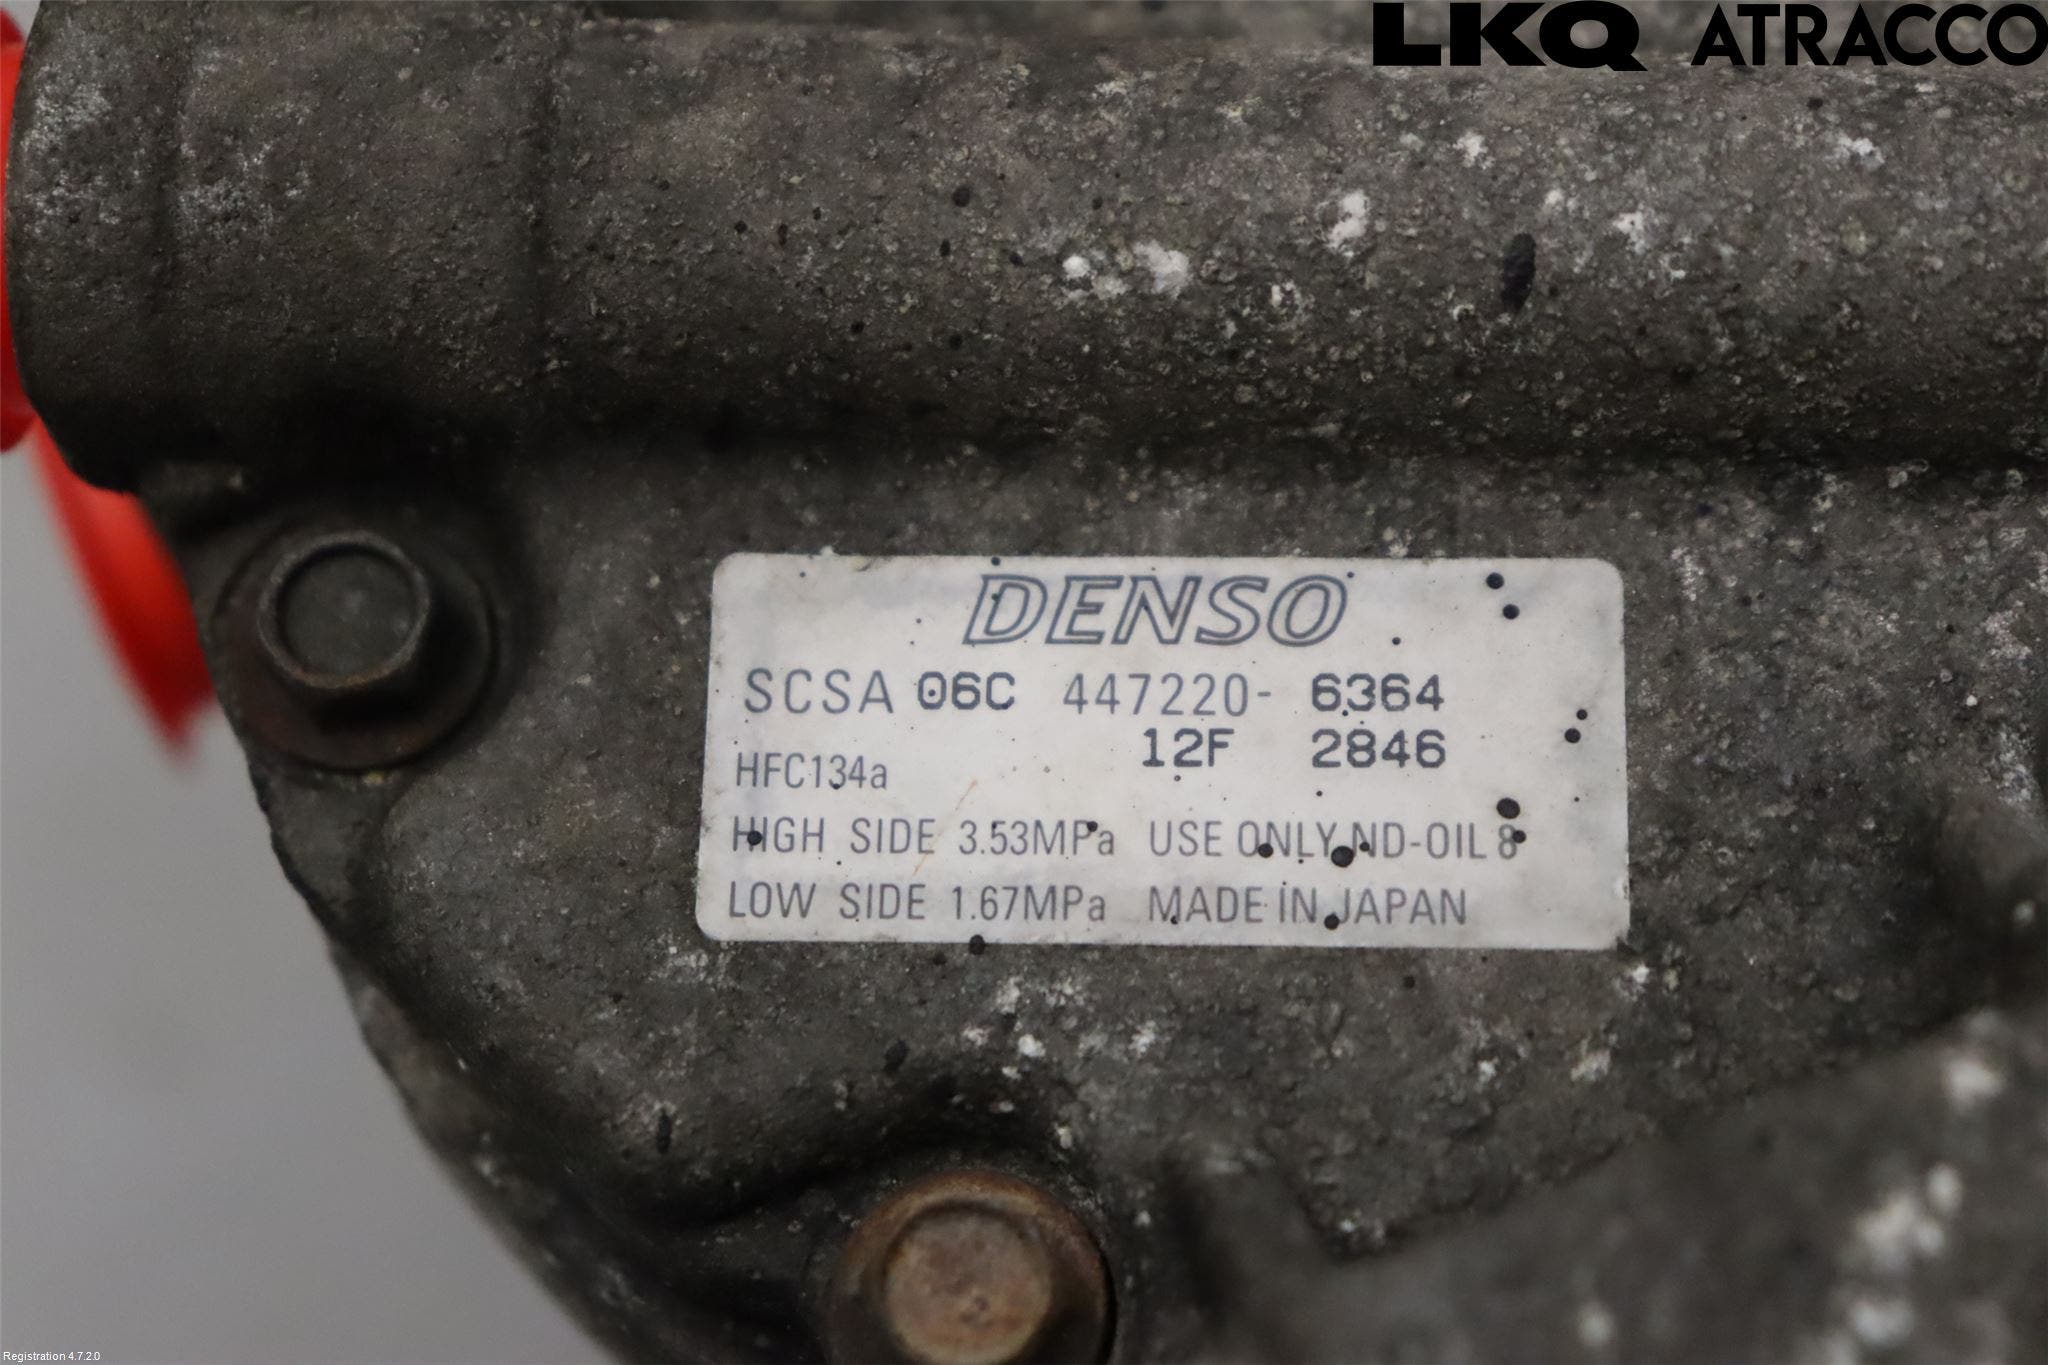 LKQ ATRACCO
DENSO
SCSA 06C 447220- 6364
12F 2846
HFC134a
HIGH SIDE 3.53MPa USE ONLY ND-OIL 8
LOW SIDE 1.67MPa MADE IN JAPAN
Registration 4.7.2.0